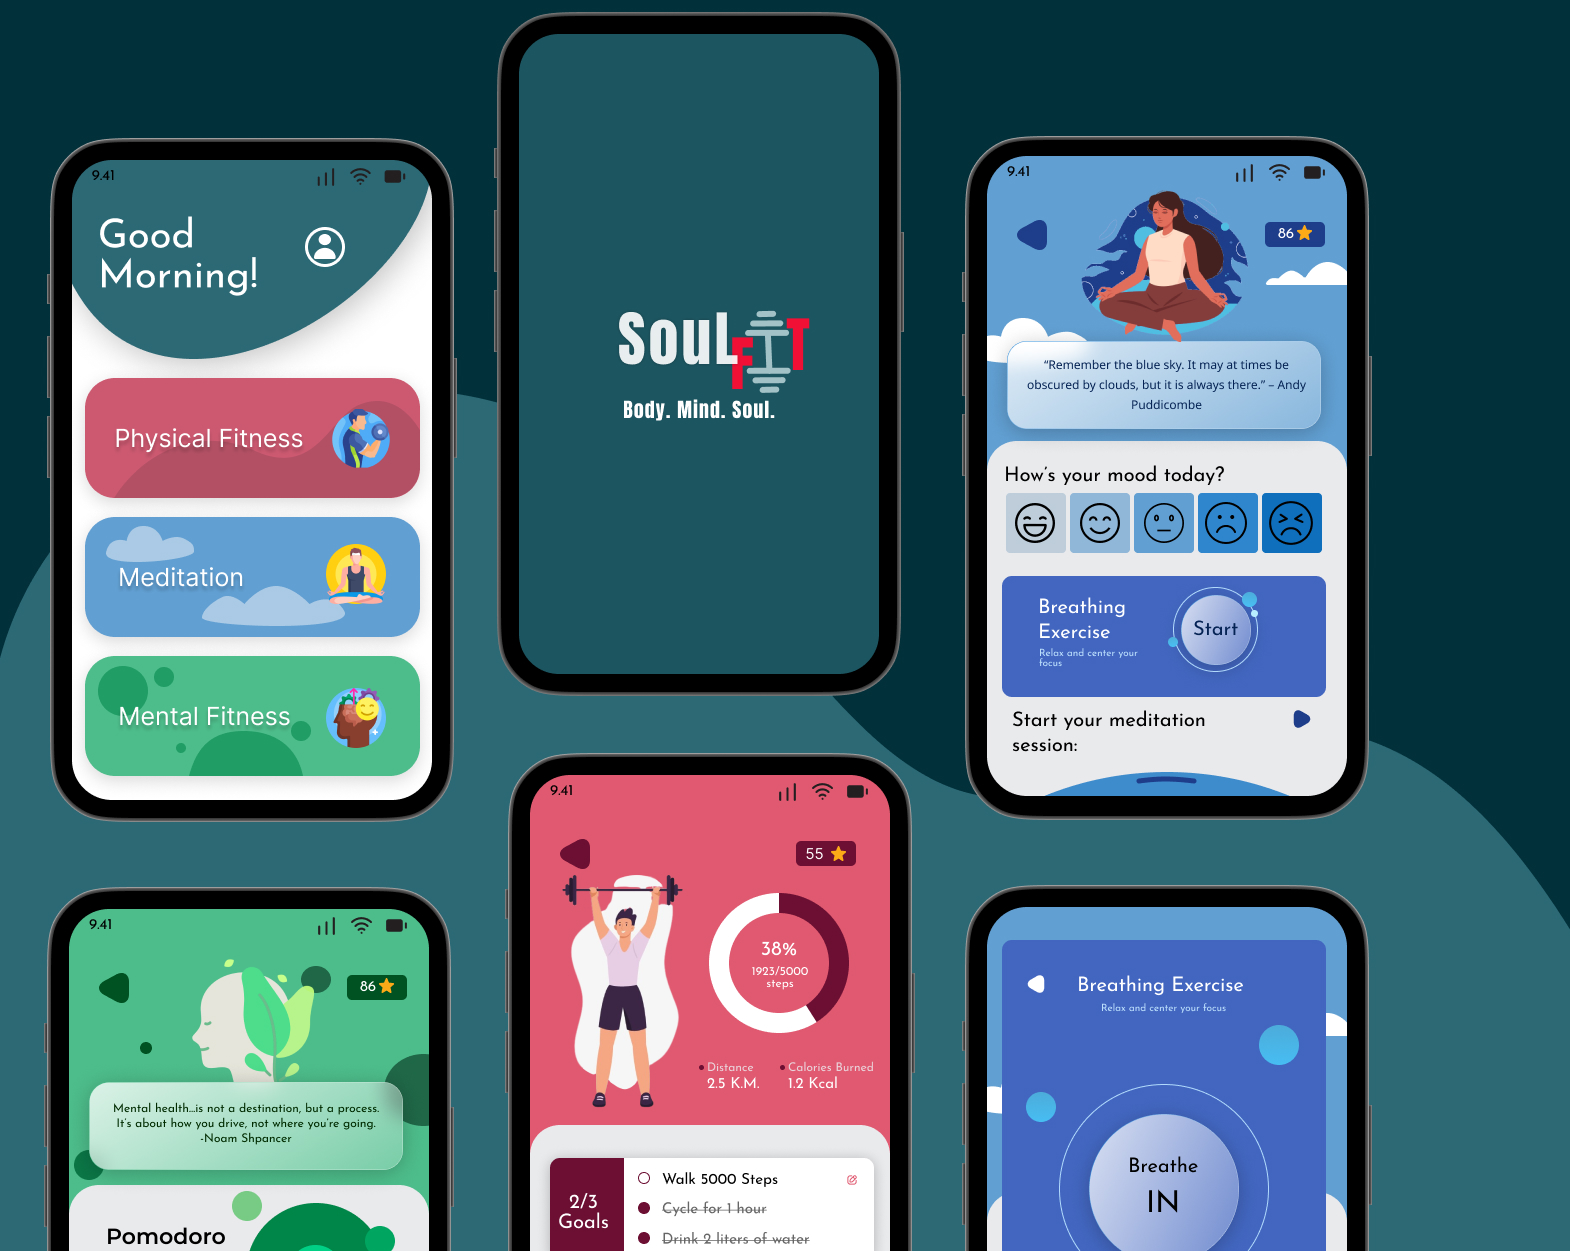 9.41
Good
Morning!
Physical Fitness
Meditation
Mental Fitness
SouL FIT
Body. Mind. Soul.
9.41
86
“Remember the blue sky. It may at times be
obscured by clouds, but it is always there.” – Andy
Puddicombe
How's your mood today?
Breathing
Exercise
Relax and center your
focus
Start
Start your meditation
session:
9.41
86
Mental health...is not a destination, but a process.
It's about how you drive, not where you're going.
-Noam Shpancer
Pomodoro
9.41
55
38%
1923/5000
steps
Distance
2.5 K.M.
Calories Burned
1.2 Kcal
2/3
Goals
Walk 5000 Steps
Cycle for 1 hour
Drink 2 liters of water
Breathing Exercise
Relax and center your focus
Breathe
IN